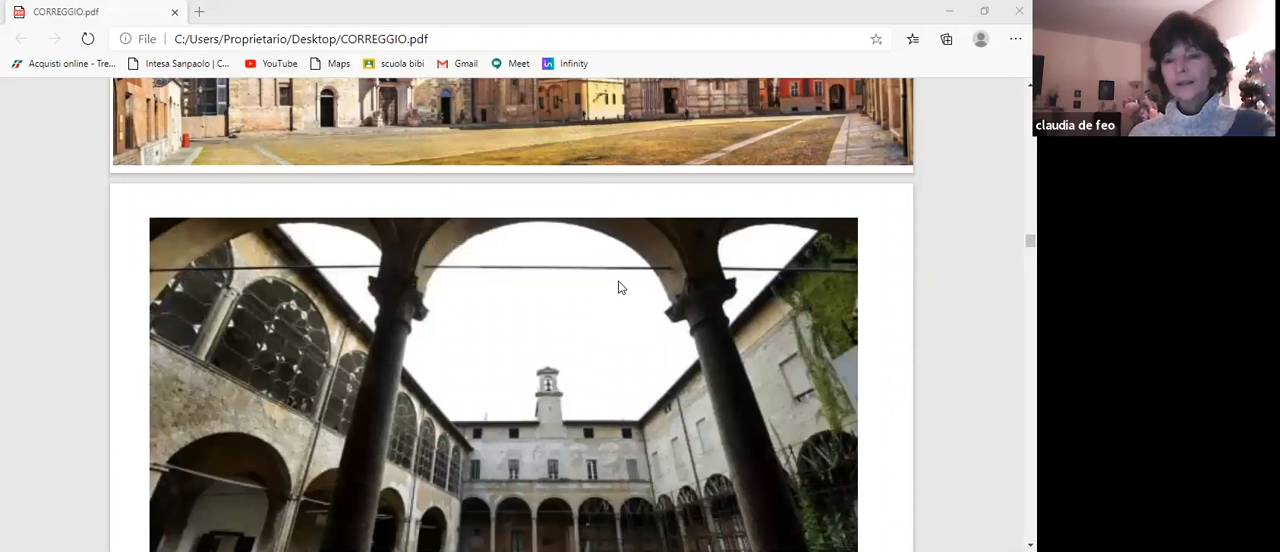 CORREGGIO.pdf
File C:/Users/Proprietario/Desktop/CORREGGIO.pdf
Acquisti online - Tre... Intesa Sanpaolo | C... YouTube Maps scuola bibi Gmail Meet Infinity
claudia de feo